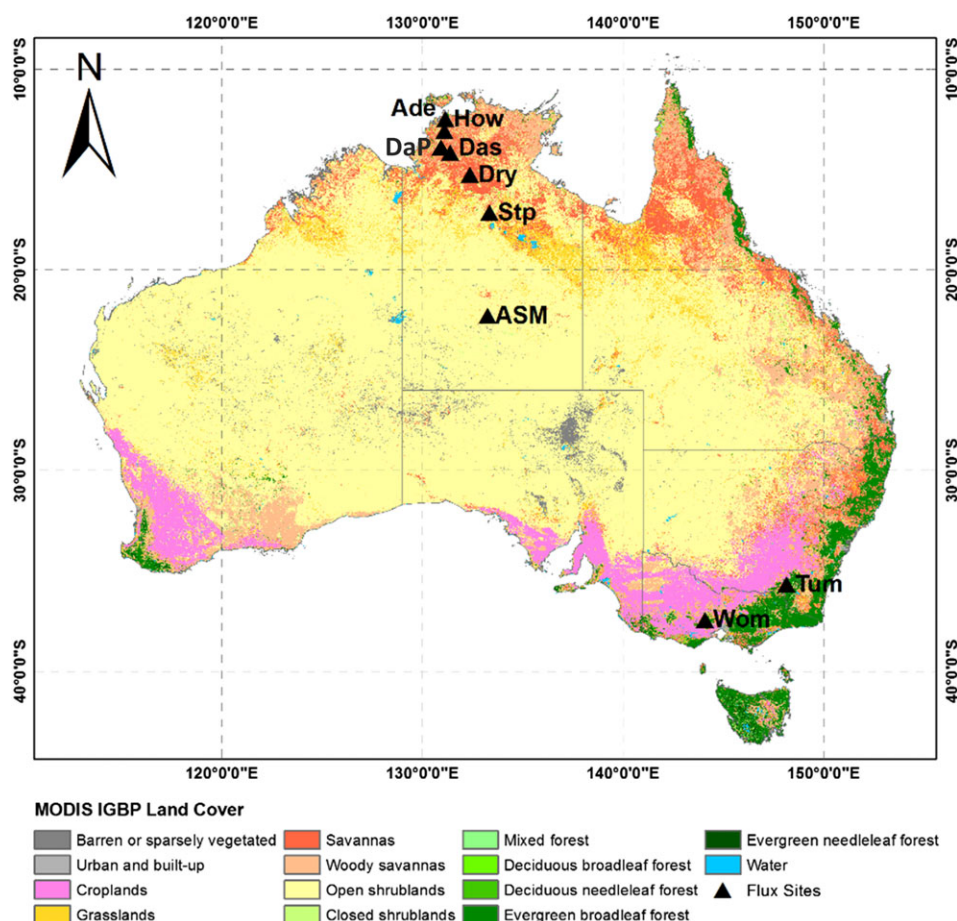 120°0'0"E 130°0'0"E 140°0'0"E 150°0'0"E
10°0'0"S 10°0'0"S
N
Ade How
DaP Das
Dry
Stp
20°0'0"S 20°0'0"S
ASM
30°0'0"S 30°0'0"S
Tum
Wom
40°0'0"S 40°0'0"S
120°0'0"E 130°0'0"E 140°0'0"E 150°0'0"E
MODIS IGBP Land Cover
Barren or sparsely vegetated Savannas Mixed forest Evergreen needleleaf forest
Urban and built-up Woody savannas Deciduous broadleaf forest Water
Croplands Open shrublands Deciduous needleleaf forest Flux Sites
Grasslands Closed shrublands Evergreen broadleaf forest